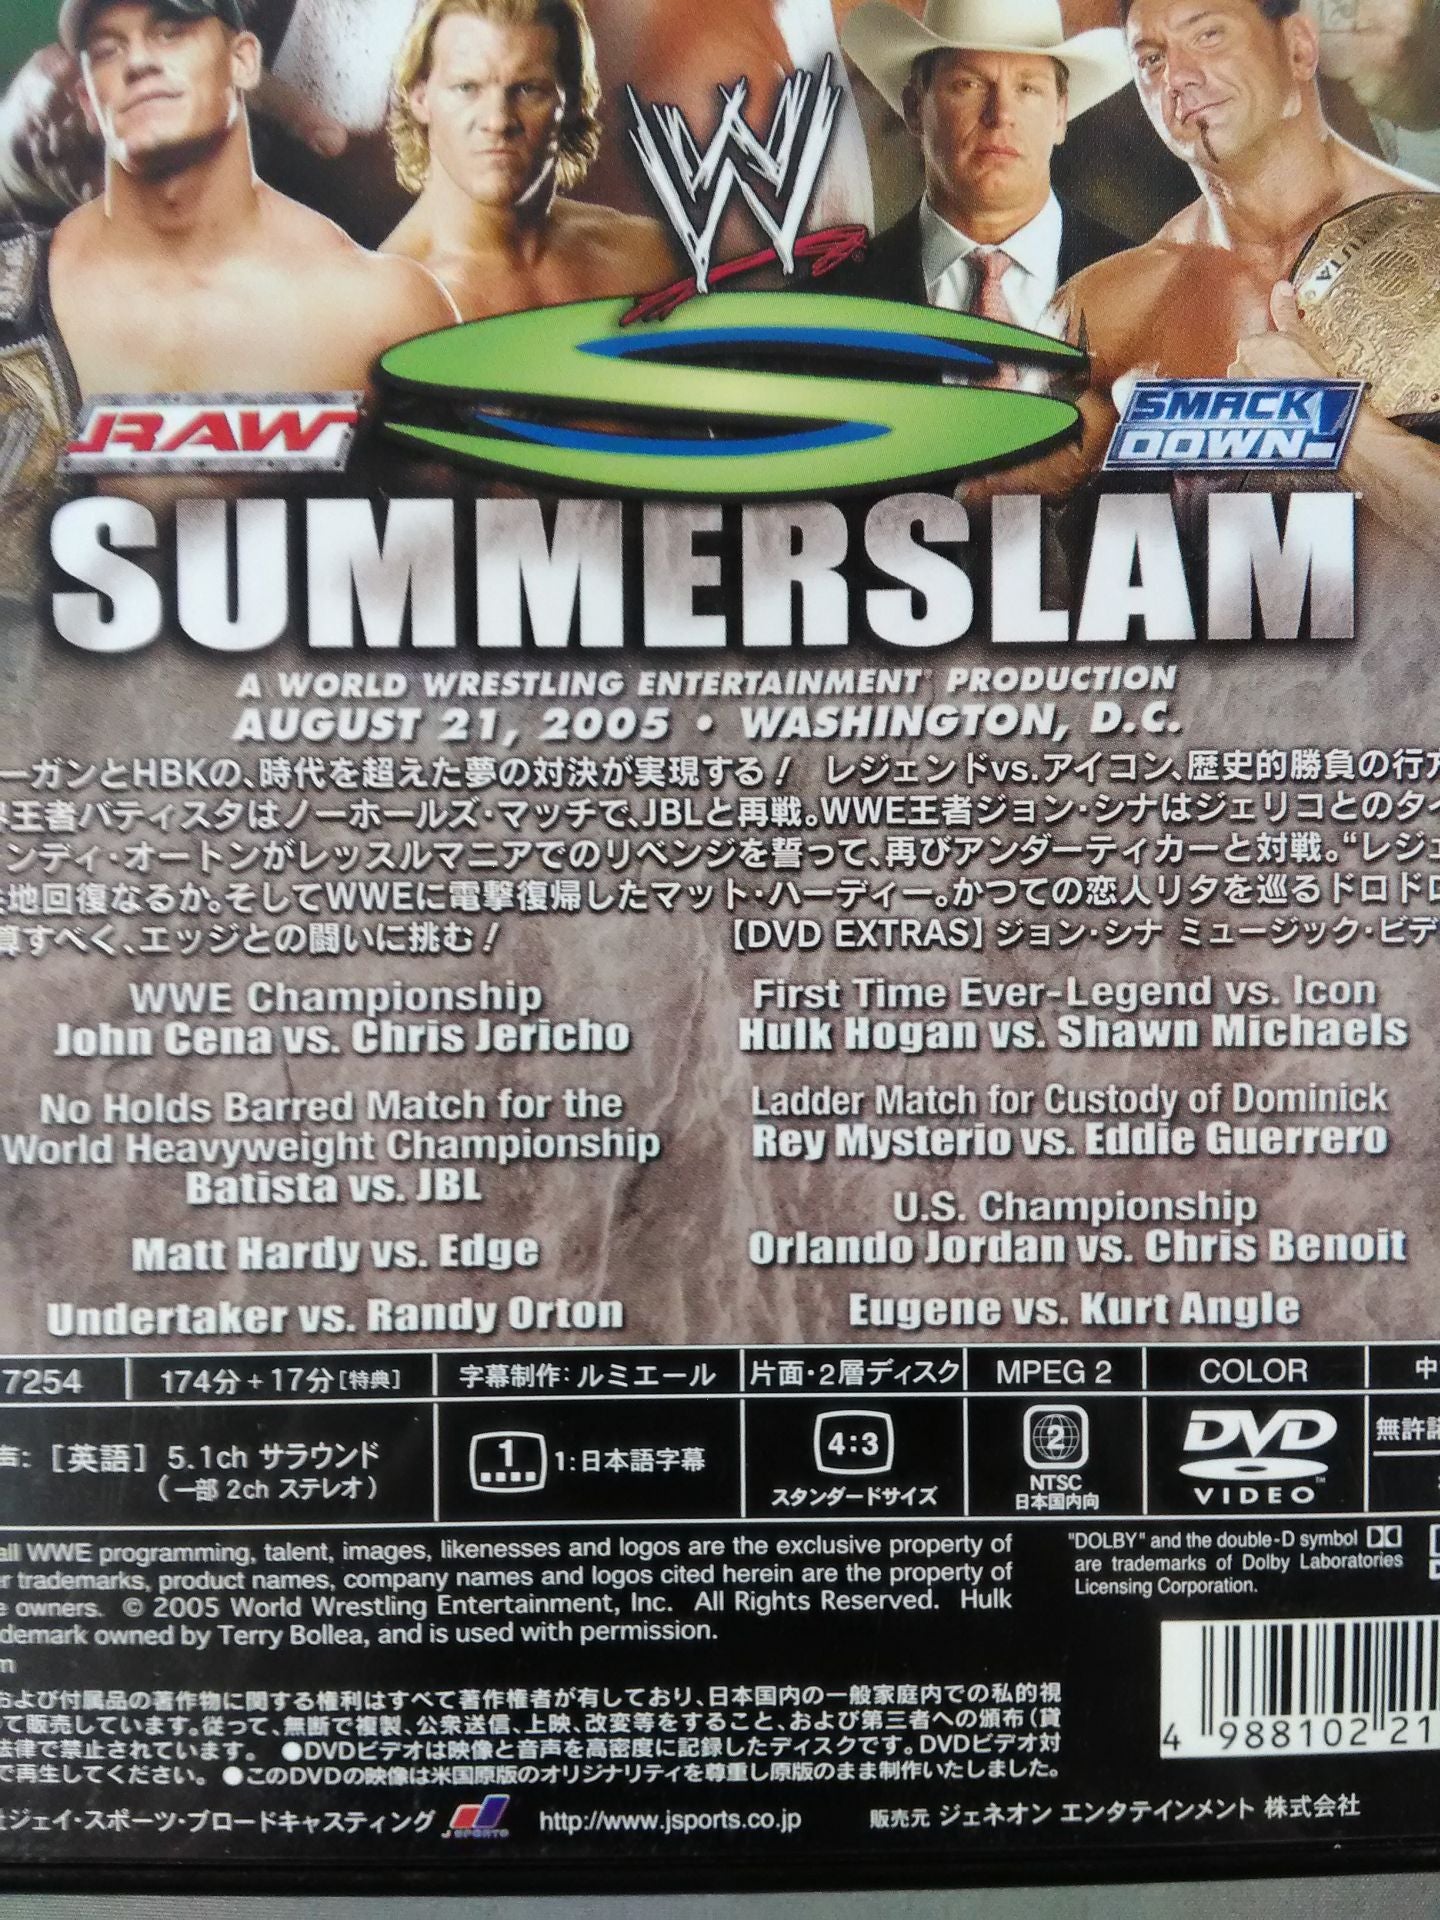 W
RAW
SMACK
DOWN!
SUMMERSLAM
A WORLD WRESTLING ENTERTAINMENT PRODUCTION
AUGUST 21, 2005 • WASHINGTON, D.C.
ーガンとHBKの、時代を超えた夢の対決が実現する! レジェンドvs.アイコン、歴史的勝負の行方
王者バティスタはノーホールズ・マッチで、JBLと再戦。WWE王者ジョン・シナはジェリコとのタイ
ンディ・オートンがレッスルマニアでのリベンジを誓って、再びアンダーティカーと対戦。“レジェ
地回復なるか。そしてWWEに電撃復帰したマット・ハーディー。かつての恋人リタを巡るドロドロ
算すべく、エッジとの闘いに挑む! 【DVD EXTRAS】ジョン・シナ ミュージック・ビデ
WWE Championship
John Cena vs. Chris Jericho
No Holds Barred Match for the
World Heavyweight Championship
Batista vs. JBL
Matt Hardy vs. Edge
Undertaker vs. Randy Orton
First Time Ever-Legend vs. Icon
Hulk Hogan vs. Shawn Michaels
Ladder Match for Custody of Dominick
Rey Mysterio vs. Eddie Guerrero
U.S. Championship
Orlando Jordan vs. Chris Benoit
Eugene vs. Kurt Angle
7254 174分+17分[特典] 字幕制作:ルミエール 片面・2層ディスク MPEG 2 COLOR 中
声:[英語] 5.1ch サラウンド
(一部 2ch ステレオ)
1
1:日本語字幕
4:3
スタンダードサイズ
2
NTSC
日本国内向
DVD
VIDEO
無許諾
all WWE programming, talent, images, likenesses and logos are the exclusive property of
r trademarks, product names, company names and logos cited herein are the property of
e owners. © 2005 World Wrestling Entertainment, Inc. All Rights Reserved. Hulk
demark owned by Terry Bollea, and is used with permission.
m
"DOLBY" and the double-D symbol
are trademarks of Dolby Laboratories
Licensing Corporation.
および付属品の著作物に関する権利はすべて著作権者が有しており、日本国内の一般家庭内での私的視
て販売しています。従って、無断で複製、公衆送信、上映、改変等をすること、および第三者への頒布(貸
法律で禁止されています。 ●DVDビデオは映像と音声を高密度に記録したディスクです。DVDビデオ対
で再生してください。 ●このDVDの映像は米国原版のオリジナリティを尊重し原版のまま制作いたしました。
4 988102 21
ジェイ・スポーツ・ブロードキャスティング J SPORTS http://www.jsports.co.jp 販売元 ジェネオン エンタテインメント 株式会社